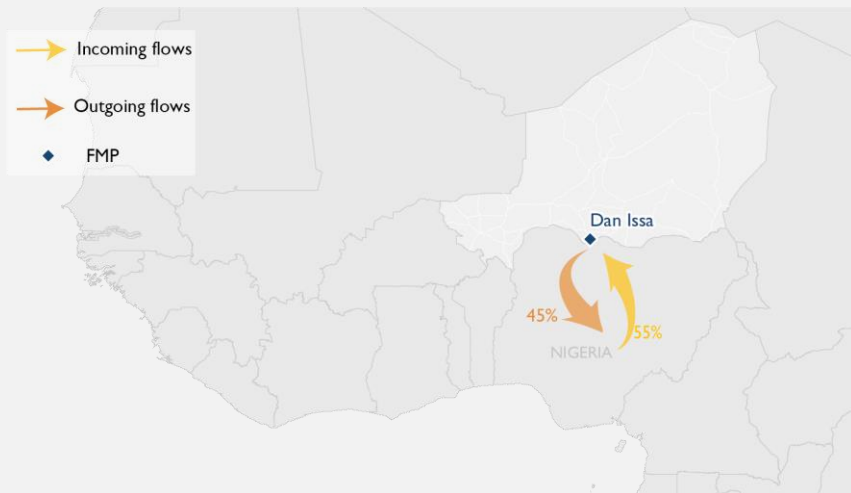 Incoming flows
Outgoing flows
FMP
Dan Issa
45%
55%
NIGERIA